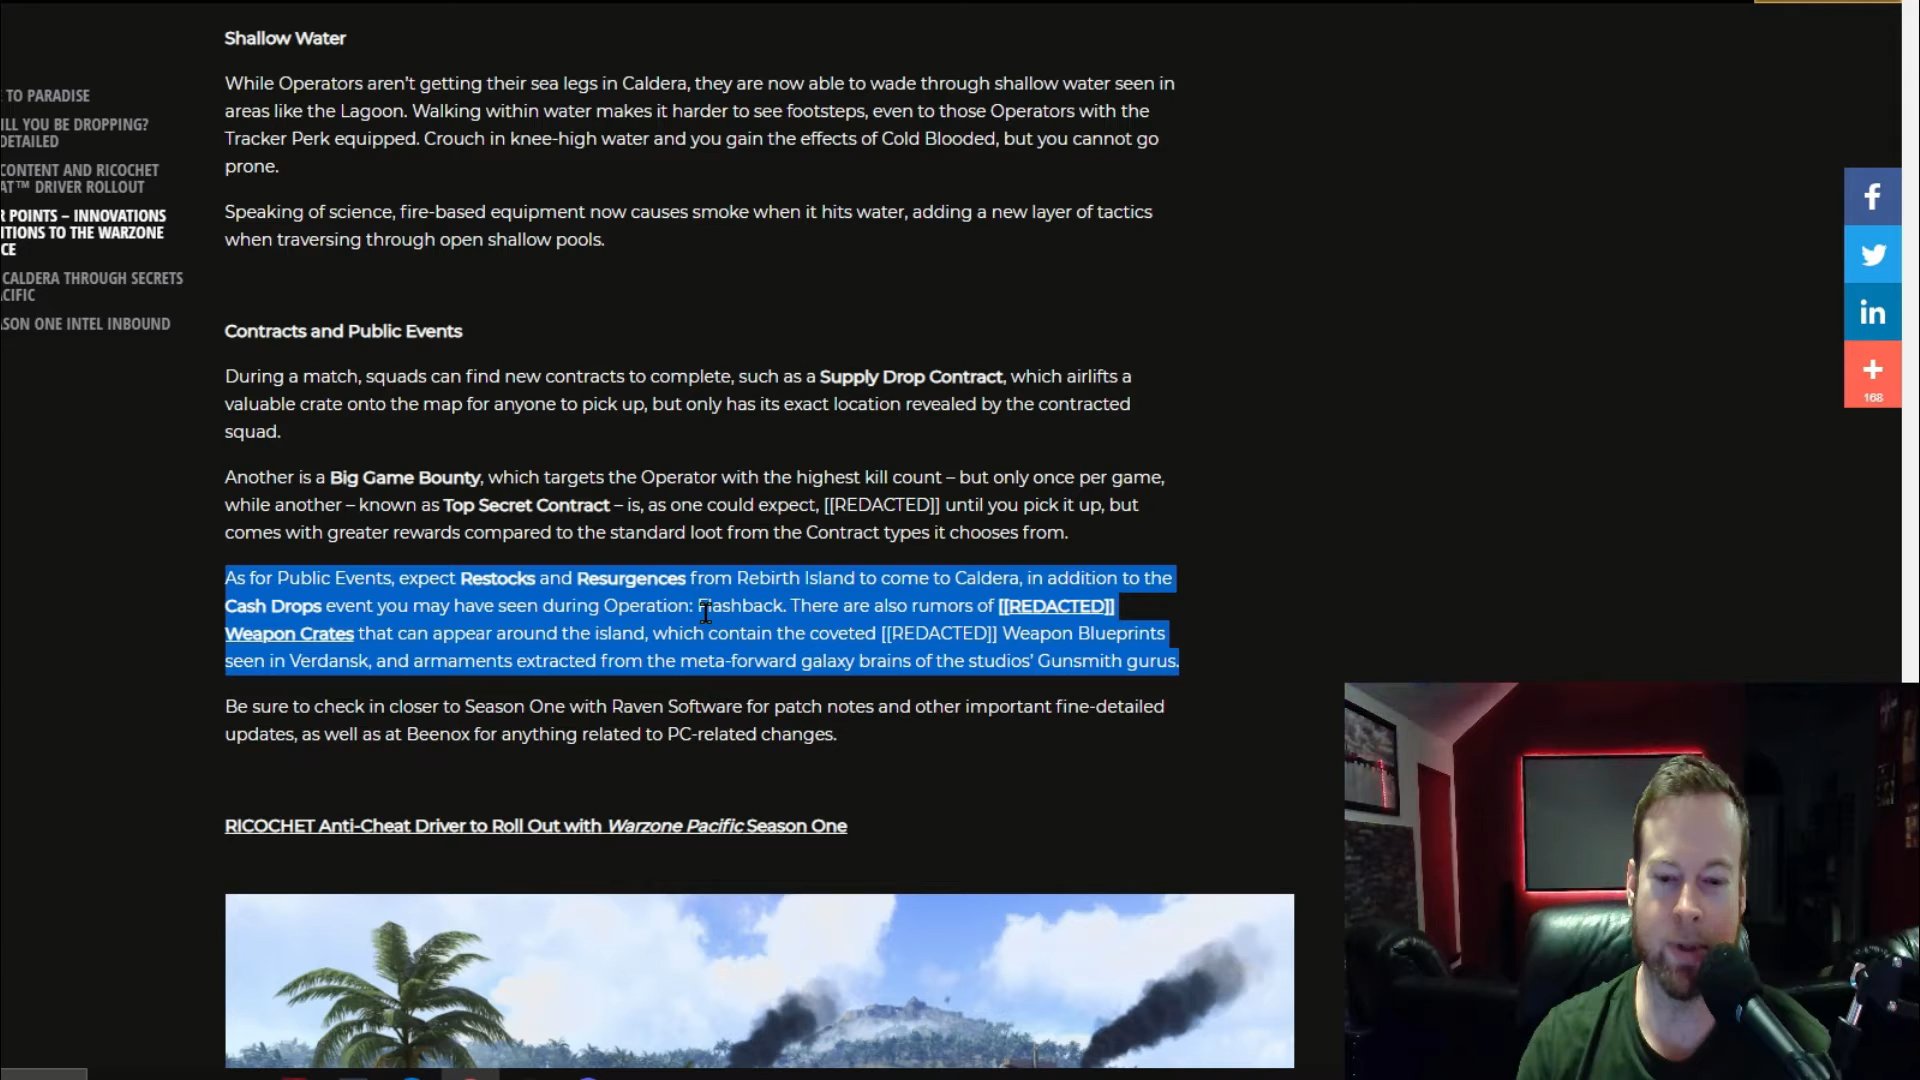 Shallow Water
While Operators aren't getting their sea legs in Caldera, they are now able to wade through shallow water seen in
areas like the Lagoon. Walking within water makes it harder to see footsteps, even to those Operators with the
Tracker Perk equipped. Crouch in knee-high water and you gain the effects of Cold Blooded, but you cannot go
prone.
Speaking of science, fire-based equipment now causes smoke when it hits water, adding a new layer of tactics
when traversing through open shallow pools.
TO PARADISE
ILL YOU BE DROPPING?
DETAILED
CONTENT AND RICOCHET
AT™ DRIVER ROLLOUT
R POINTS – INNOVATIONS
ITIONS TO THE WARZONE
CE
CALDERA THROUGH SECRETS
CIFIC
SON ONE INTEL INBOUND
Contracts and Public Events
During a match, squads can find new contracts to complete, such as a Supply Drop Contract, which airlifts a
valuable crate onto the map for anyone to pick up, but only has its exact location revealed by the contracted
squad.
Another is a Big Game Bounty, which targets the Operator with the highest kill count – but only once per game,
while another – known as Top Secret Contract – is, as one could expect, [[REDACTED]] until you pick it up, but
comes with greater rewards compared to the standard loot from the Contract types it chooses from.
As for Public Events, expect Restocks and Resurgences from Rebirth Island to come to Caldera, in addition to the
Cash Drops event you may have seen during Operation: Flashback. There are also rumors of [[REDACTED]]
Weapon Crates that can appear around the island, which contain the coveted [[REDACTED]] Weapon Blueprints
seen in Verdansk, and armaments extracted from the meta-forward galaxy brains of the studios' Gunsmith gurus.
Be sure to check in closer to Season One with Raven Software for patch notes and other important fine-detailed
updates, as well as at Beenox for anything related to PC-related changes.
RICOCHET Anti-Cheat Driver to Roll Out with Warzone Pacific Season One
f
in
+
168